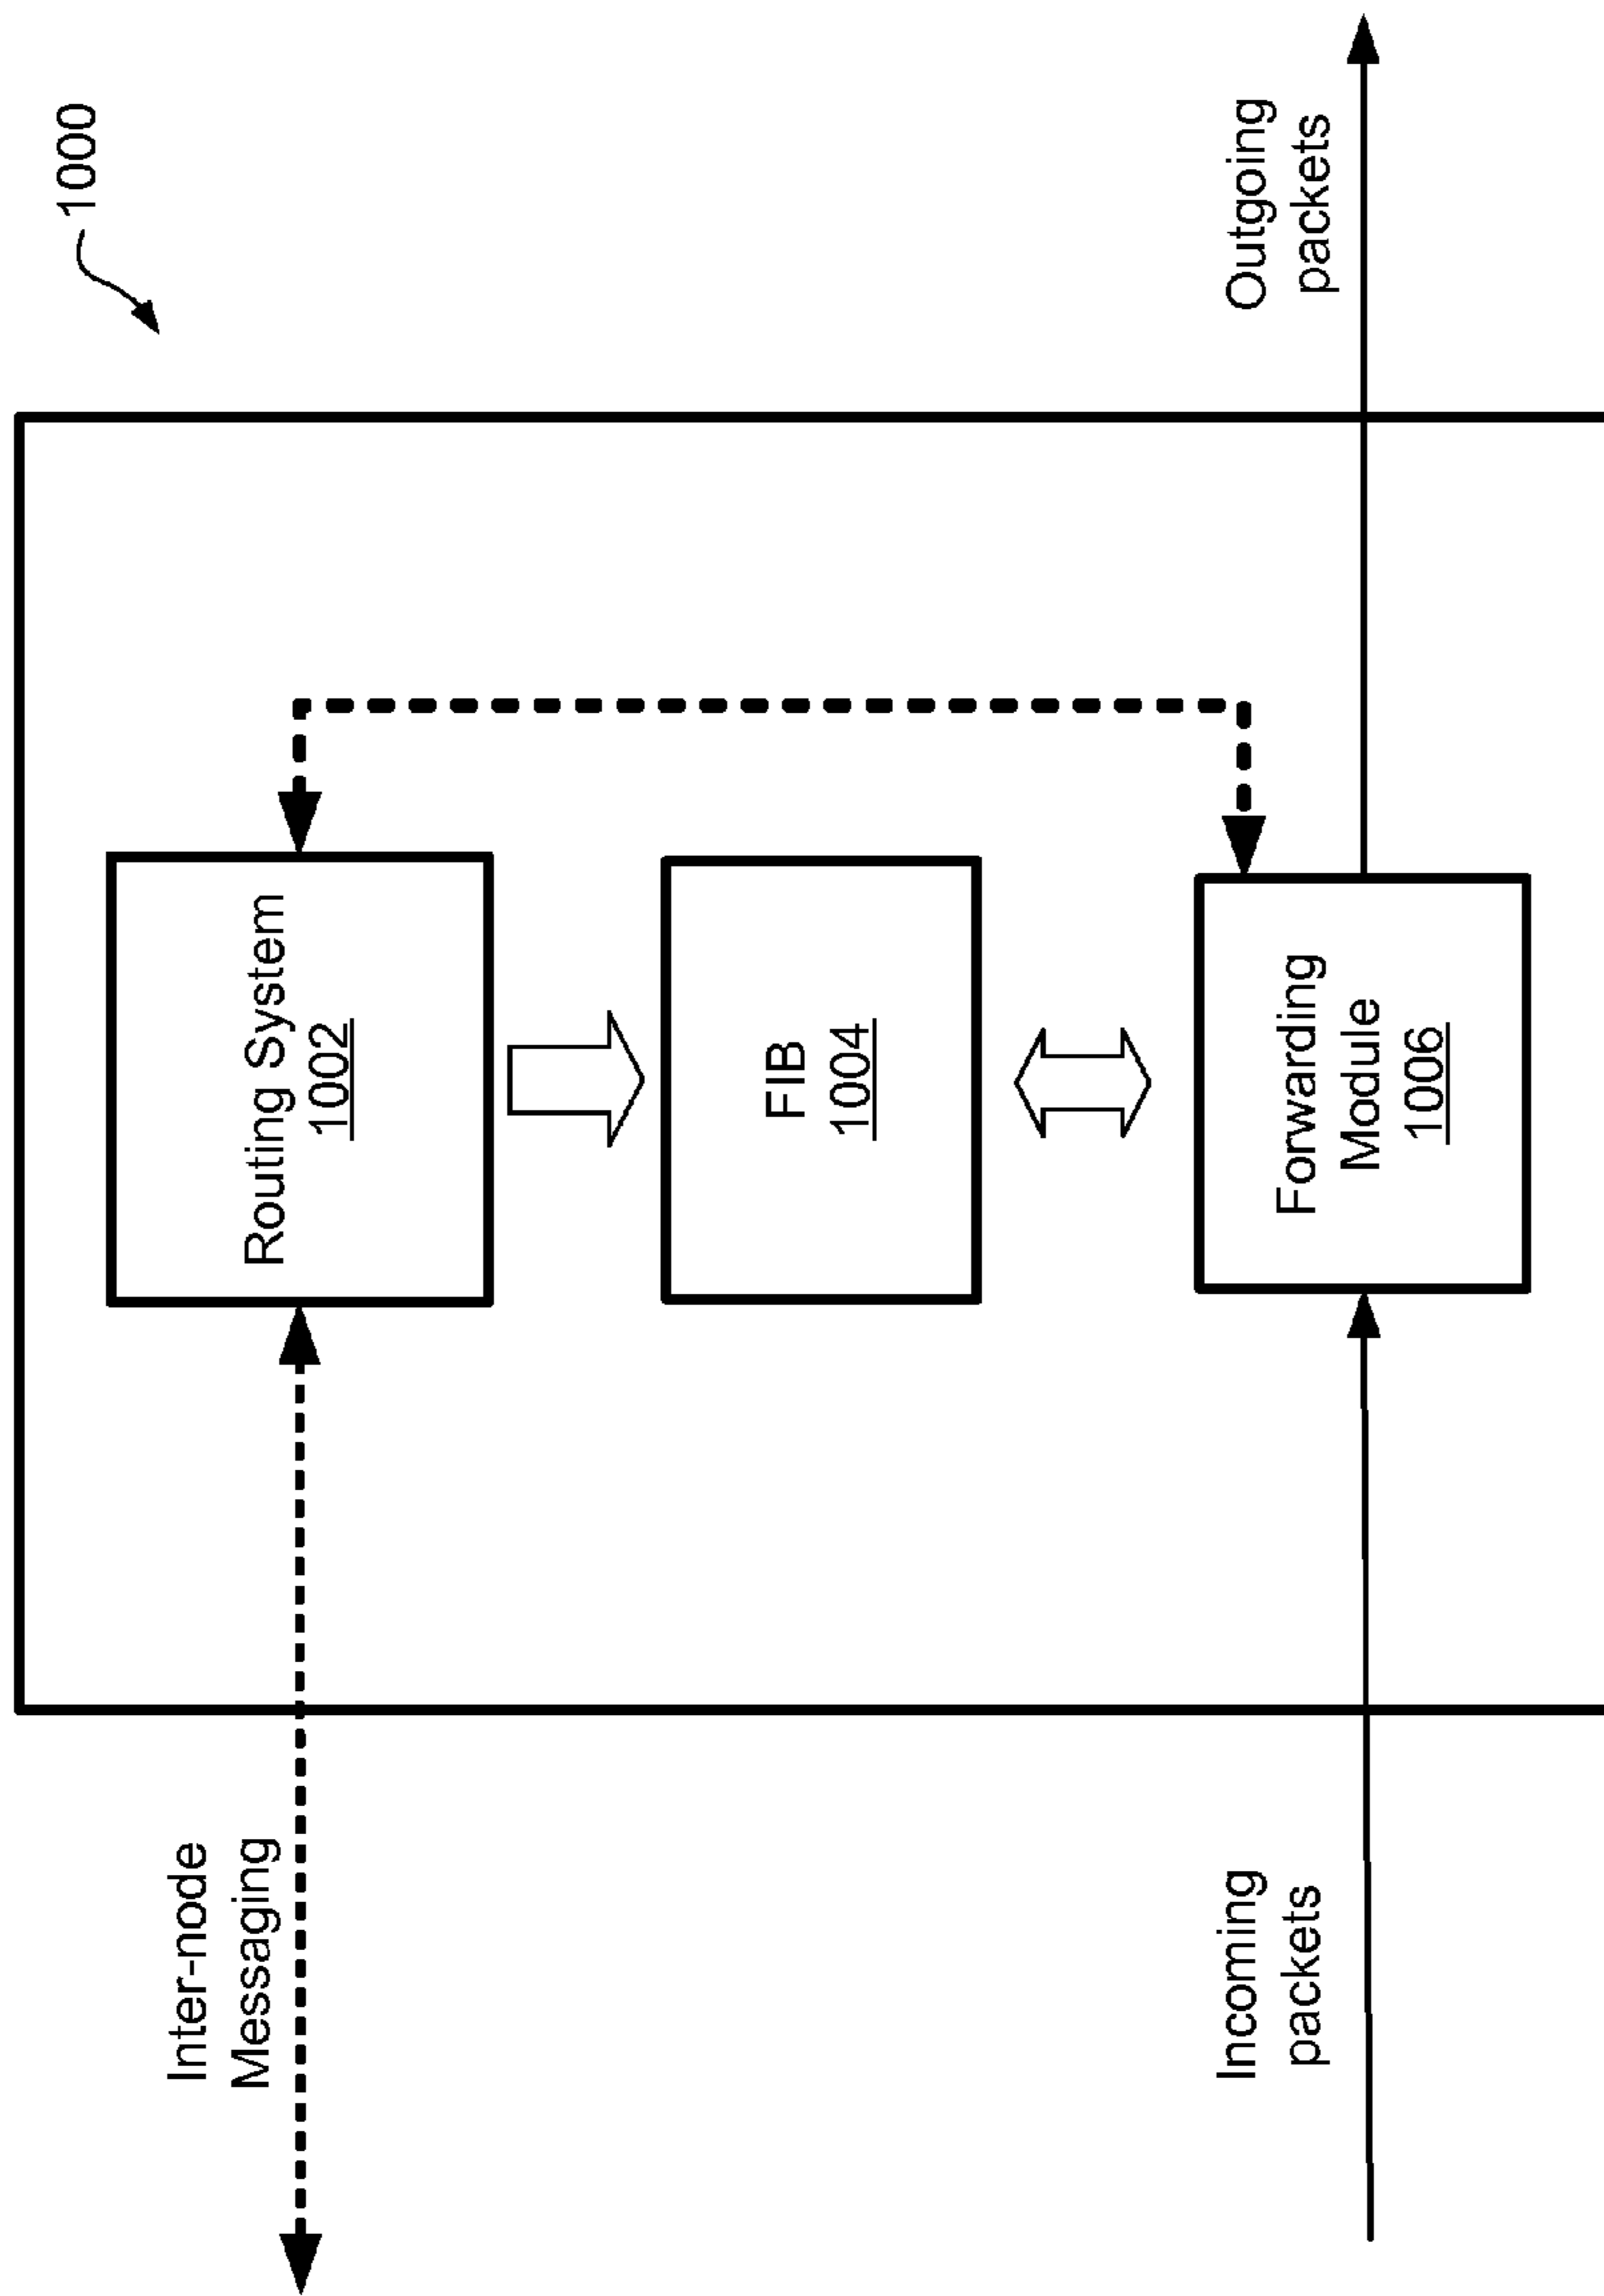 1000
Inter-node
Messaging
Routing System
1002
FIB
1004
Incoming
packets
Forwarding
Module
1006
Outgoing
packets